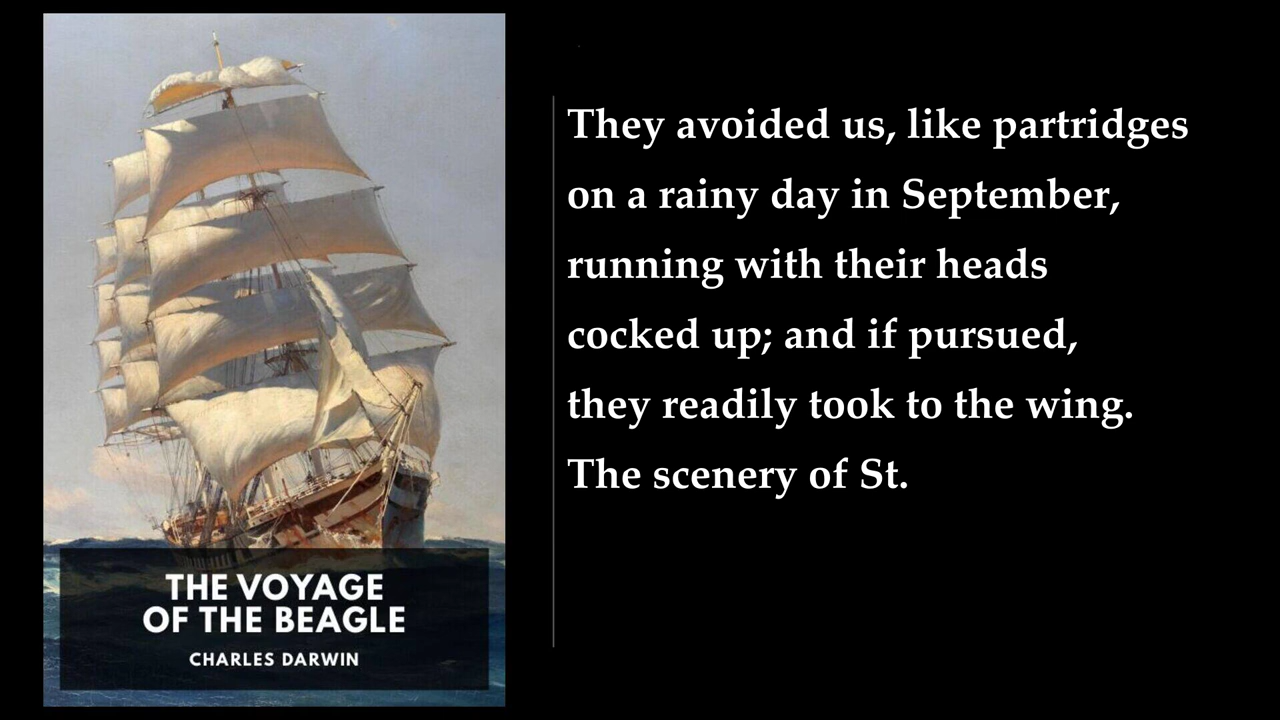 They avoided us, like partridges
on a rainy day in September,
running with their heads
cocked up; and if pursued,
they readily took to the wing.
The scenery of St.
THE VOYAGE
OF THE BEAGLE
CHARLES DARWIN